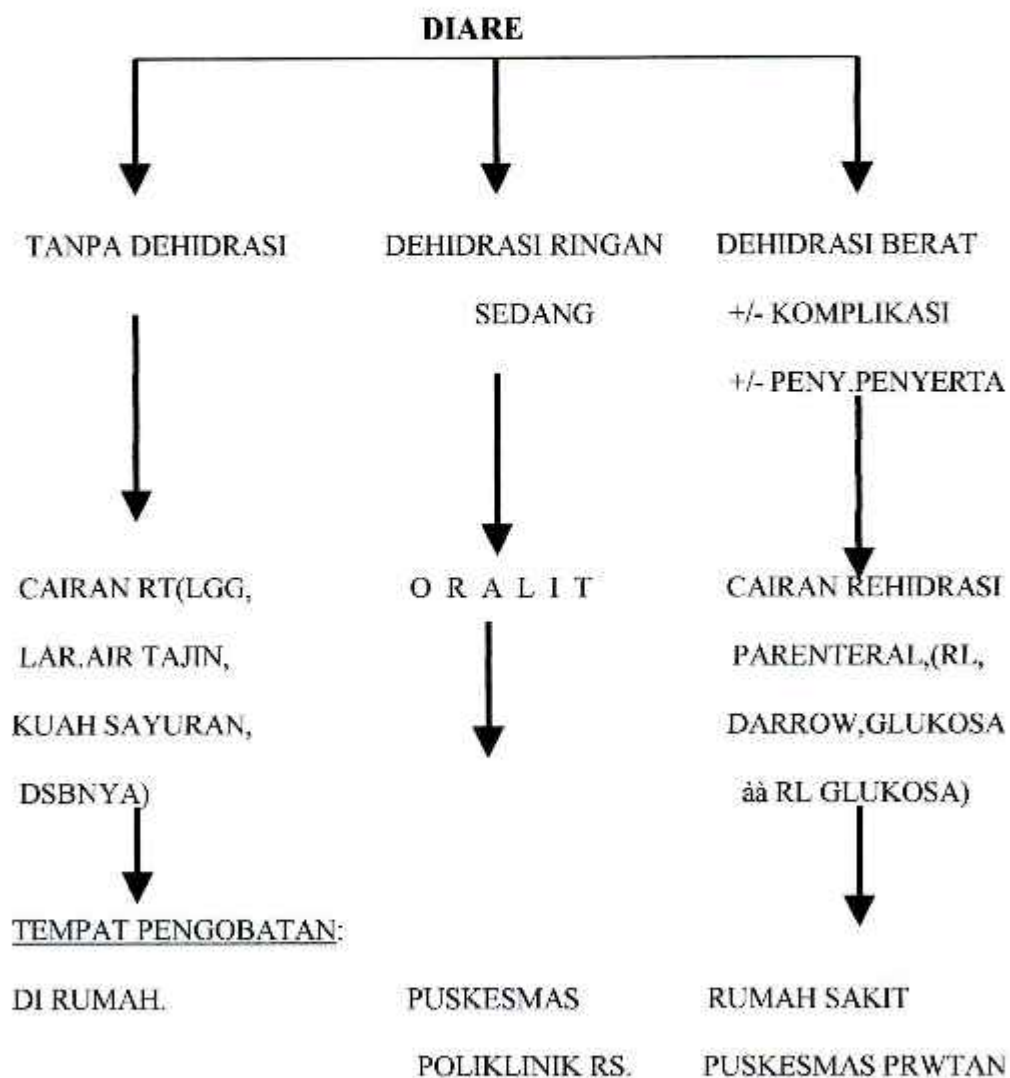 DIARE
TANPA DEHIDRASI
DEHIDRASI RINGAN
SEDANG
DEHIDRASI BERAT
+/- KOMPLIKASI
+/- PENY.PENYERTA
CAIRAN RT(LGG,
LAR.AIR TAJIN,
KUAH SAYURAN,
DSBNYA)
O R A L I T
CAIRAN REHIDRASI
PARENTERAL,(RL,
DARROW,GLUKOSA
àà RL GLUKOSA)
TEMPAT PENGOBATAN:
DI RUMAH.
PUSKESMAS
POLIKLINIK RS.
RUMAH SAKIT
PUSKESMAS PRWTAN